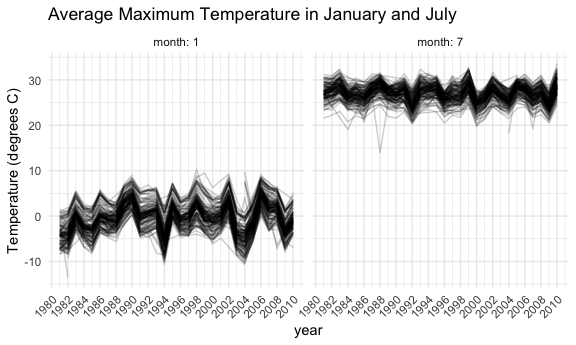 Average Maximum Temperature in January and July
month: 1
month: 7
Temperature (degrees C)
30
20
10
0
-10
1980 1982 1984 1986 1988 1990 1992 1994 1996 1998 2000 2002 2004 2006 2008 2010
1980 1982 1984 1986 1988 1990 1992 1994 1996 1998 2000 2002 2004 2006 2008 2010
year